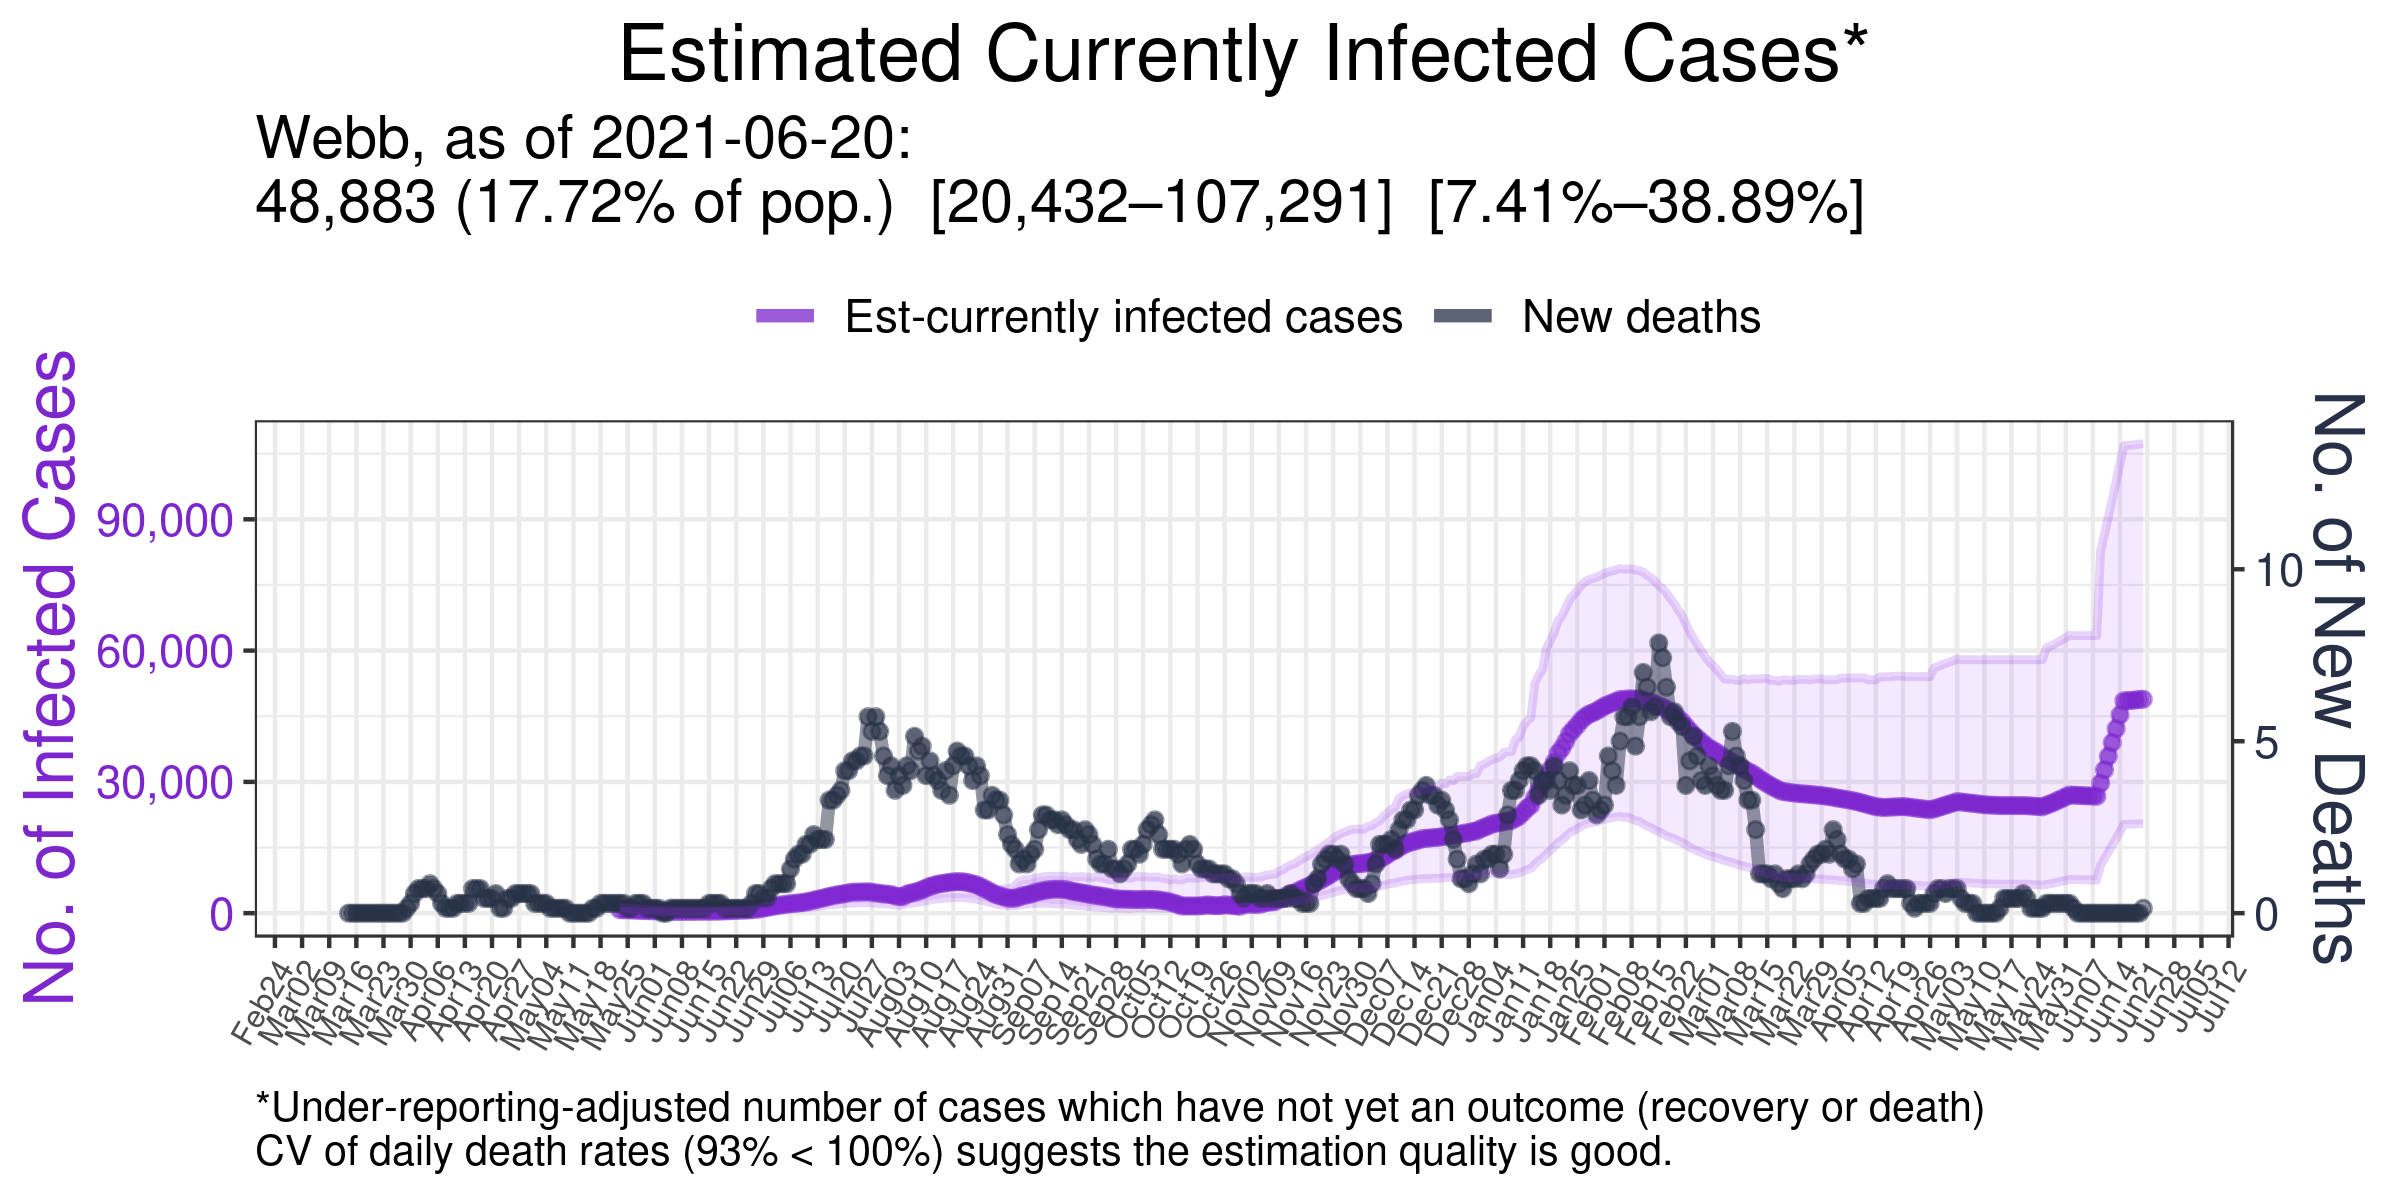 Estimated Currently Infected Cases*
Webb, as of 2021-06-20:
48,883 (17.72% of pop.) [20,432–107,291] [7.41%–38.89%]
Est-currently infected cases New deaths
No. of Infected Cases
90,000
60,000
30,000
0
10
5
0
No. of New Deaths
Feb24 Mar02 Mar09 Mar16 Mar23 Mar30 Apr06 Apr13 Apr20 Apr27 May04 May11 May18 May25 Jun01 Jun08 Jun15 Jun22 Jun29 Jul06 Jul13 Jul20 Jul27 Aug03 Aug10 Aug17 Aug24 Aug31 Sep07 Sep14 Sep21 Sep28 Oct05 Oct12 Oct19 Oct26 Nov02 Nov09 Nov16 Nov23 Nov30 Dec07 Dec14 Dec21 Dec28 Jan04 Jan11 Jan18 Jan25 Feb01 Feb08 Feb15 Feb22 Mar01 Mar08 Mar15 Mar22 Mar29 Apr05 Apr12 Apr19 Apr26 May03 May10 May17 May24 May31 Jun07 Jun14 Jun21 Jun28 Jul05 Jul12
*Under-reporting-adjusted number of cases which have not yet an outcome (recovery or death)
CV of daily death rates (93% < 100%) suggests the estimation quality is good.